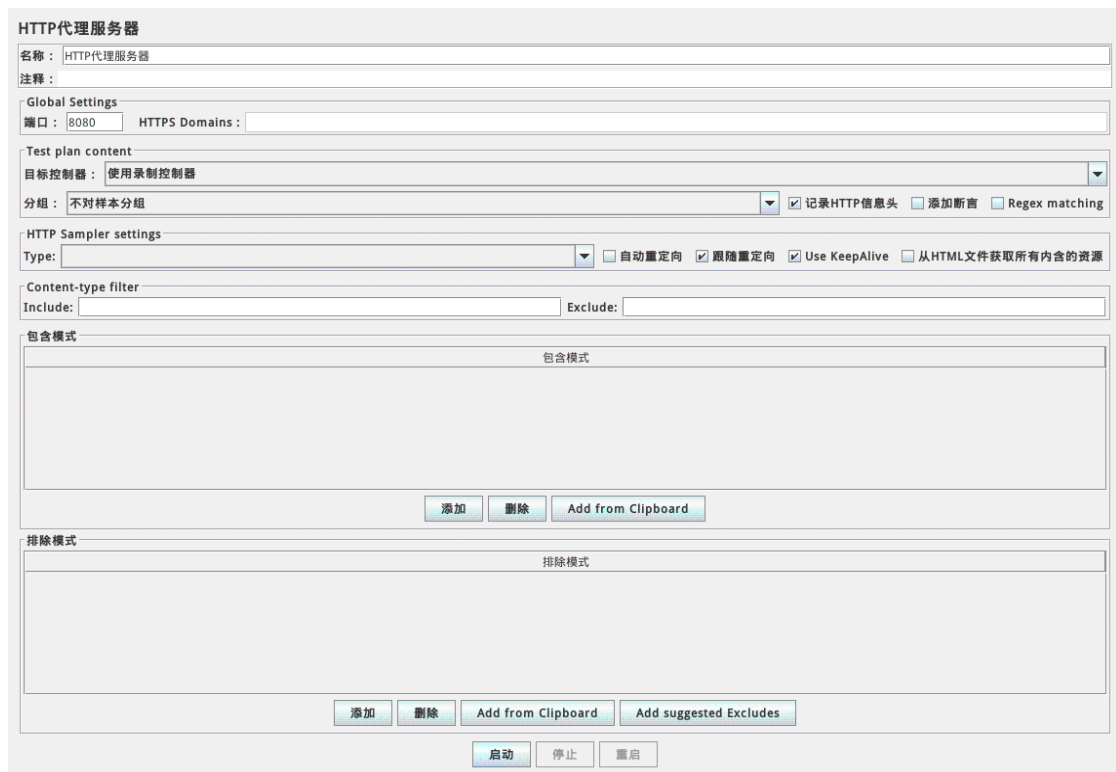 HTTP代理服务器
名称： HTTP代理服务器
注释：
Global Settings
端口： 8080 HTTPS Domains :
Test plan content
目标控制器： 使用录制控制器
分组： 不对样本分组 记录HTTP信息头 添加断言 Regex matching
HTTP Sampler settings
Type: 自动重定向 跟随重定向 Use KeepAlive 从HTML文件获取所有内含的资源
Content-type filter
Include: Exclude:
包含模式
包含模式
添加 删除 Add from Clipboard
排除模式
排除模式
添加 删除 Add from Clipboard Add suggested Excludes
启动 停止 重启